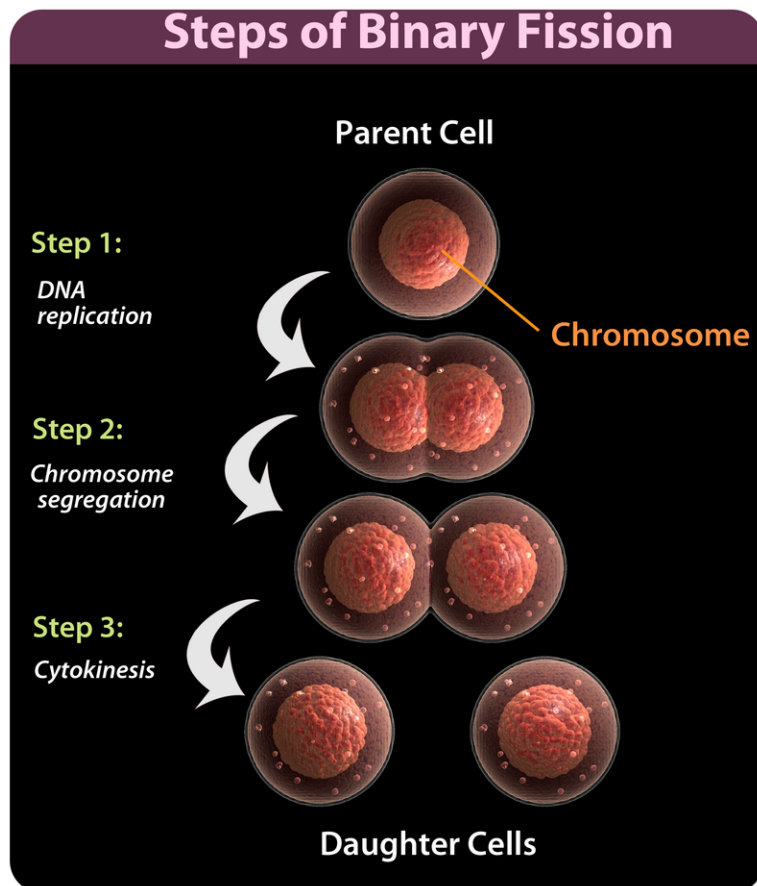 Steps of Binary Fission
Parent Cell
Step 1:
DNA
replication
Chromosome
Step 2:
Chromosome
segregation
Step 3:
Cytokinesis
Daughter Cells